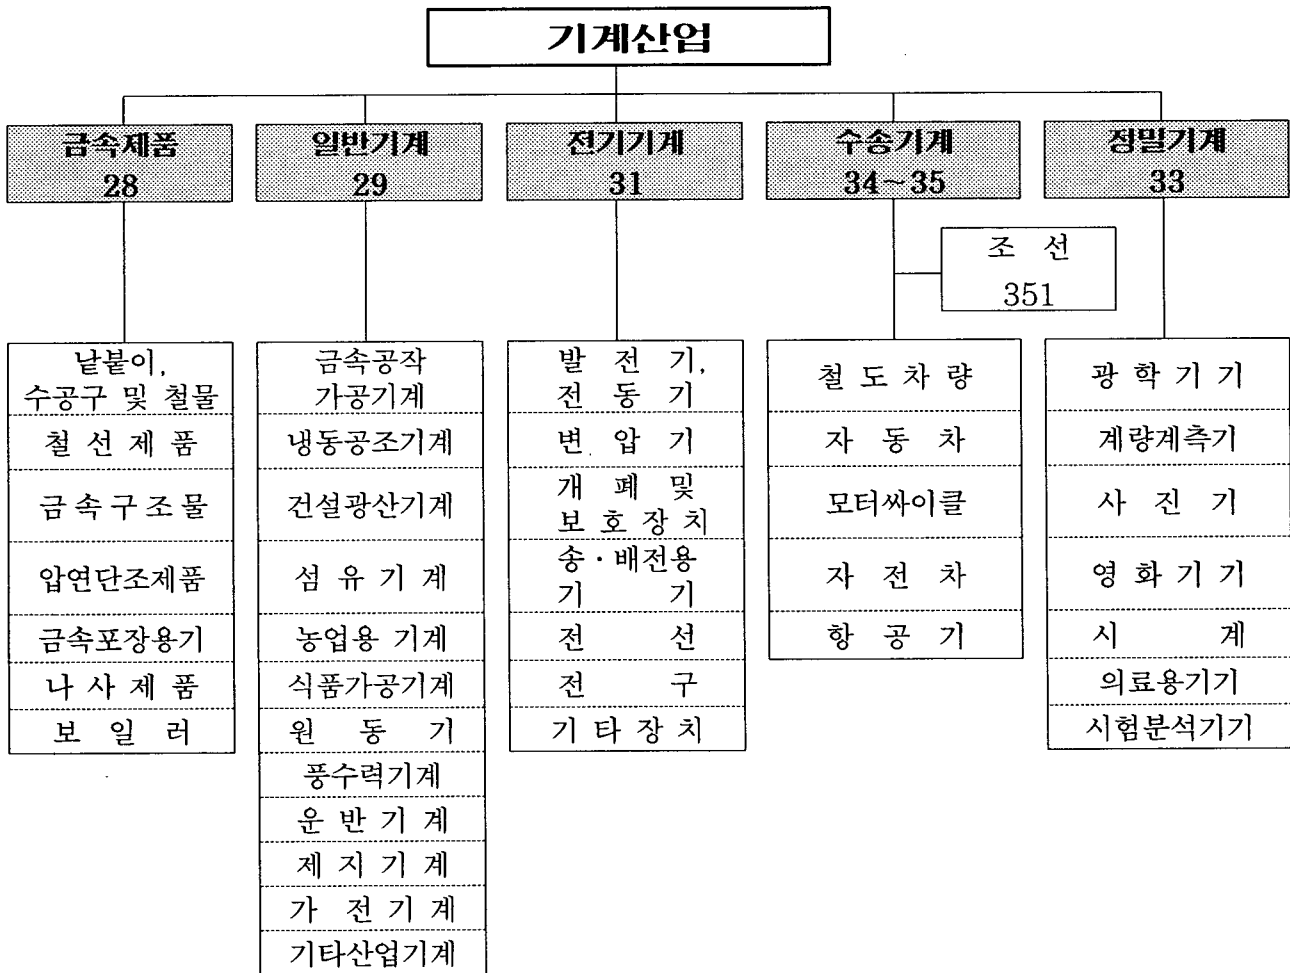 기계산업
금속제품
28
일반기계
29
전기기계
31
수송기계
34~35
정밀기계
33
조 선
351
낱붙이,
수공구 및 철물
철 선 제 품
금속구조물
압연단조제품
금속포장용기
나 사 제 품
보 일 러
금속공작
가공기계
냉동공조기계
건설광산기계
섬 유 기 계
농업용 기계
식품가공기계
원 동 기
풍수력기계
운 반 기 계
제 지 기 계
가 전기계
기타산업기계
발 전 기,
전 동 기
변 압 기
개 폐 및
보 호 장 치
송·배전용
기 기
전 선
전 구
기 타 장 치
철 도 차 량
자 동 차
모터싸이클
자 전 차
항 공 기
광 학 기 기
계량계측기
사 진 기
영 화 기 기
시 계
의료용기기
시험분석기기